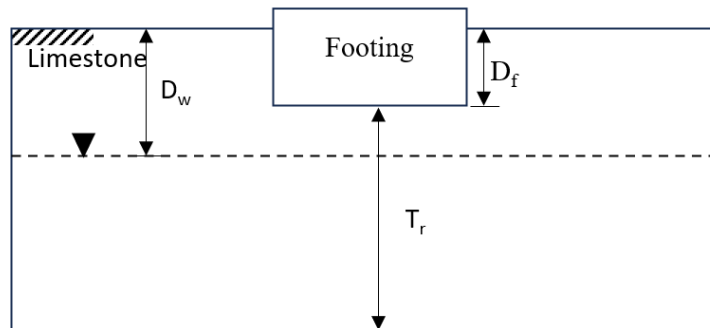 Footing
Limestone
D_w
D_f
T_r